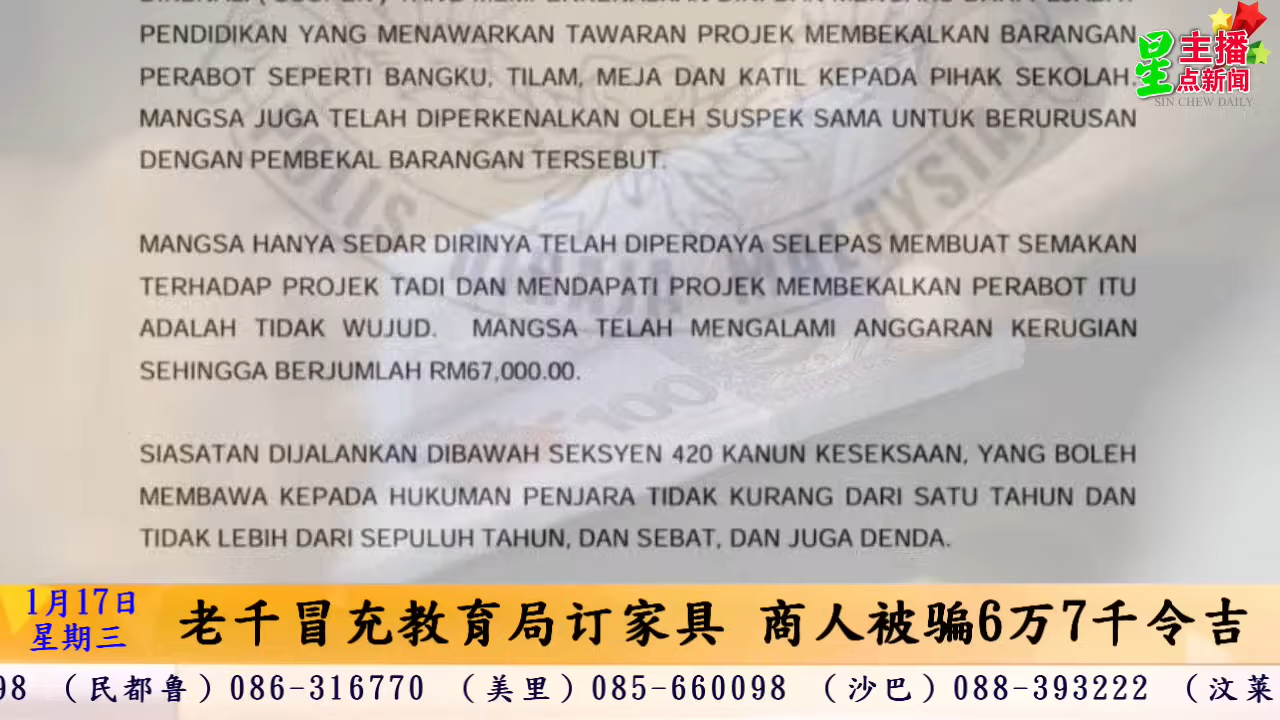 PENDIDIKAN YANG MENAWARKAN TAWARAN PROJEK MEMBEKALKAN BARANGAN
PERABOT SEPERTI BANGKU, TILAM, MEJA DAN KATIL KEPADA PIHAK SEKOLAH.
MANGSA JUGA TELAH DIPERKENALKAN OLEH SUSPEK SAMA UNTUK BERURUSAN
DENGAN PEMBEKAL BARANGAN TERSEBUT.
MANGSA HANYA SEDAR DIRINYA TELAH DIPERDAYA SELEPAS MEMBUAT SEMAKAN
TERHADAP PROJEK TADI DAN MENDAPATI PROJEK MEMBEKALKAN PERABOT ITU
ADALAH TIDAK WUJUD. MANGSA TELAH MENGALAMI ANGGARAN KERUGIAN
SEHINGGA BERJUMLAH RM67,000.00.
SIASATAN DIJALANKAN DIBAWAH SEKSYEN 420 KANUN KESEKSAAN, YANG BOLEH
MEMBAWA KEPADA HUKUMAN PENJARA TIDAK KURANG DARI SATU TAHUN DAN
TIDAK LEBIH DARI SEPULUH TAHUN, DAN SEBAT, DAN JUGA DENDA.
POLIS DIRAJA MALAYSIA
100
星主播
点新闻
SIN CHEW DAILY
1月17日
星期三
老千冒充教育局订家具 商人被骗6万7千令吉
98 （民都鲁）086-316770 （美里）085-660098 （沙巴）088-393222 （汶莱